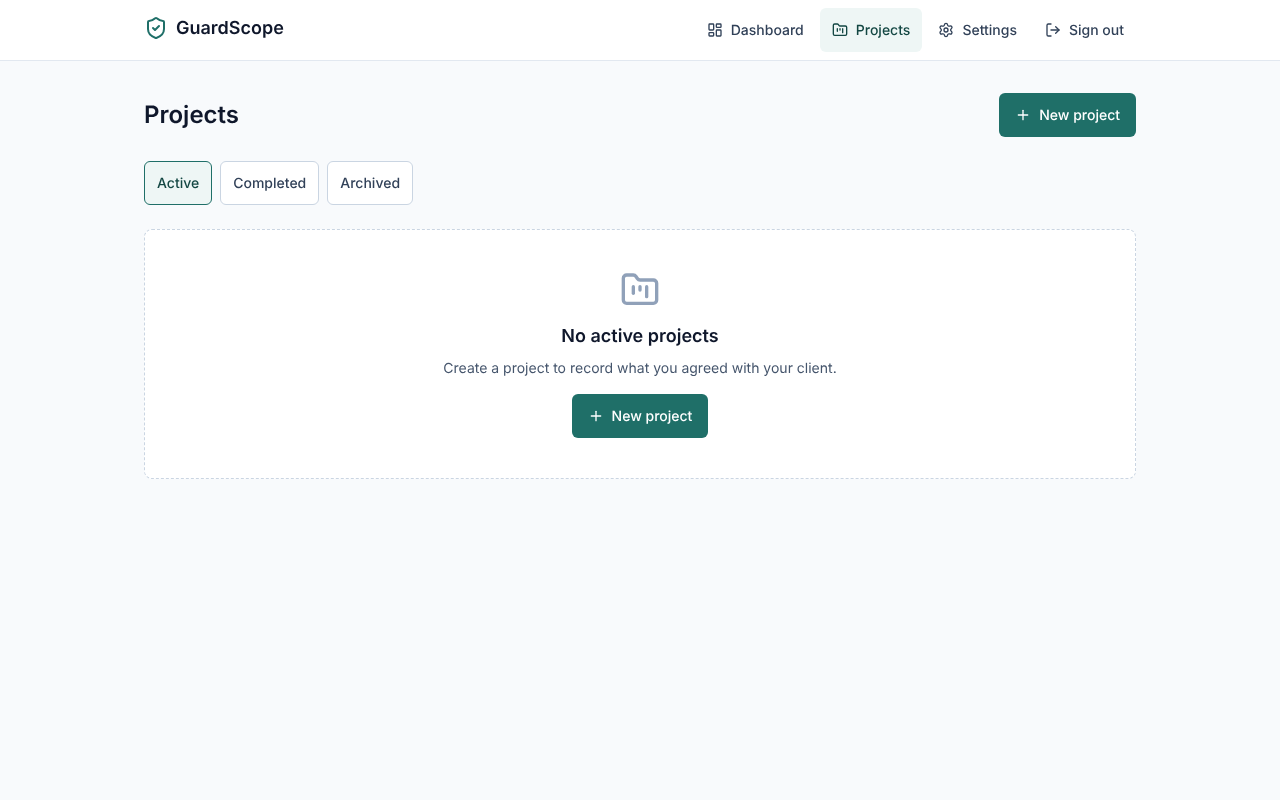 GuardScope
Dashboard
Projects
Settings
Sign out
Projects
New project
Active
Completed
Archived
No active projects
Create a project to record what you agreed with your client.
New project